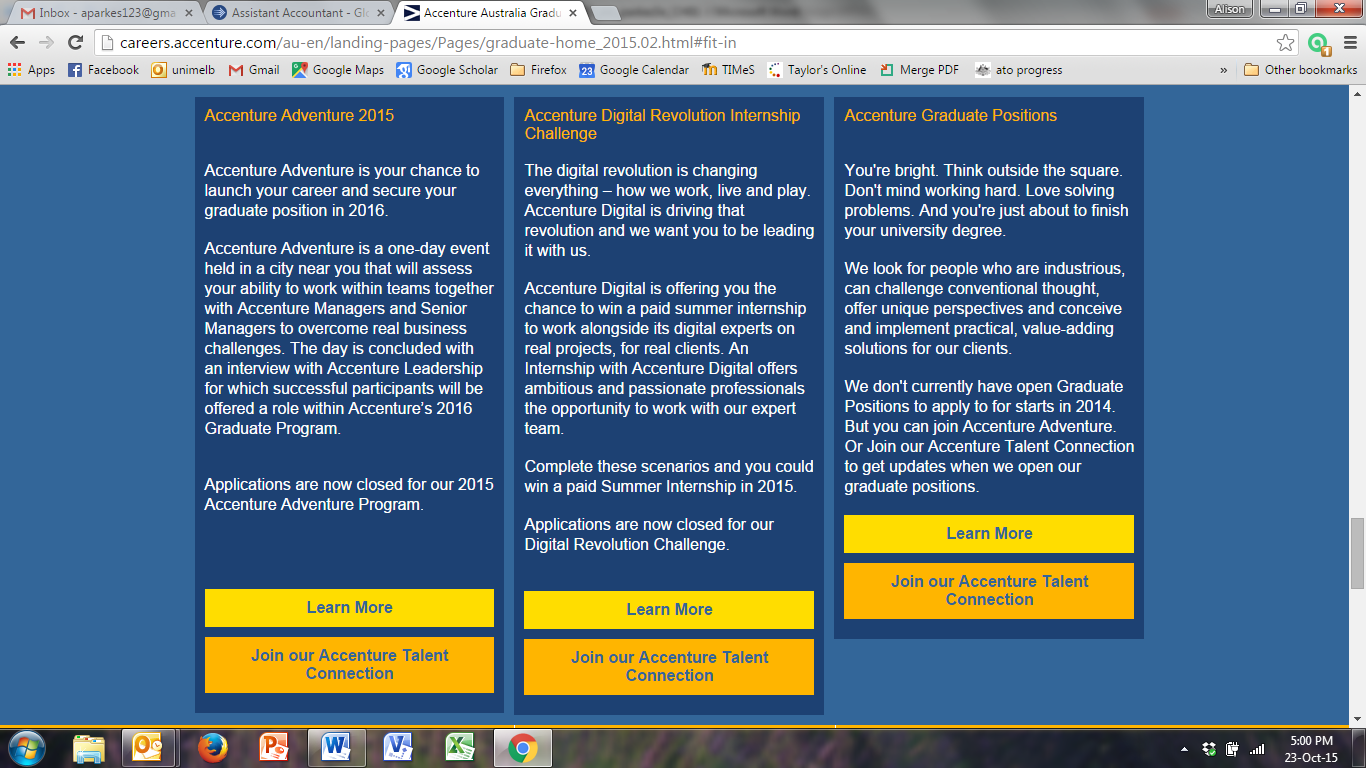 Inbox - aparkes123@gma
Assistant Accountant - Glo
Accenture Australia Gradu
Alison
careers.accenture.com/au-en/landing-pages/Pages/graduate-home_2015.02.html#fit-in
Apps Facebook unimelb Gmail Google Maps Google Scholar Firefox Google Calendar TIMeS Taylor's Online Merge PDF ato progress » Other bookmarks
Accenture Adventure 2015
Accenture Adventure is your chance to
launch your career and secure your
graduate position in 2016.
Accenture Adventure is a one-day event
held in a city near you that will assess
your ability to work within teams together
with Accenture Managers and Senior
Managers to overcome real business
challenges. The day is concluded with
an interview with Accenture Leadership
for which successful participants will be
offered a role within Accenture's 2016
Graduate Program.
Applications are now closed for our 2015
Accenture Adventure Program.
Learn More
Join our Accenture Talent
Connection
Accenture Digital Revolution Internship
Challenge
The digital revolution is changing
everything – how we work, live and play.
Accenture Digital is driving that
revolution and we want you to be leading
it with us.
Accenture Digital is offering you the
chance to win a paid summer internship
to work alongside its digital experts on
real projects, for real clients. An
Internship with Accenture Digital offers
ambitious and passionate professionals
the opportunity to work with our expert
team.
Complete these scenarios and you could
win a paid Summer Internship in 2015.
Applications are now closed for our
Digital Revolution Challenge.
Learn More
Join our Accenture Talent
Connection
Accenture Graduate Positions
You're bright. Think outside the square.
Don't mind working hard. Love solving
problems. And you're just about to finish
your university degree.
We look for people who are industrious,
can challenge conventional thought,
offer unique perspectives and conceive
and implement practical, value-adding
solutions for our clients.
We don't currently have open Graduate
Positions to apply to for starts in 2014.
But you can join Accenture Adventure.
Or Join our Accenture Talent Connection
to get updates when we open our
graduate positions.
Learn More
Join our Accenture Talent
Connection
5:00 PM
23-Oct-15